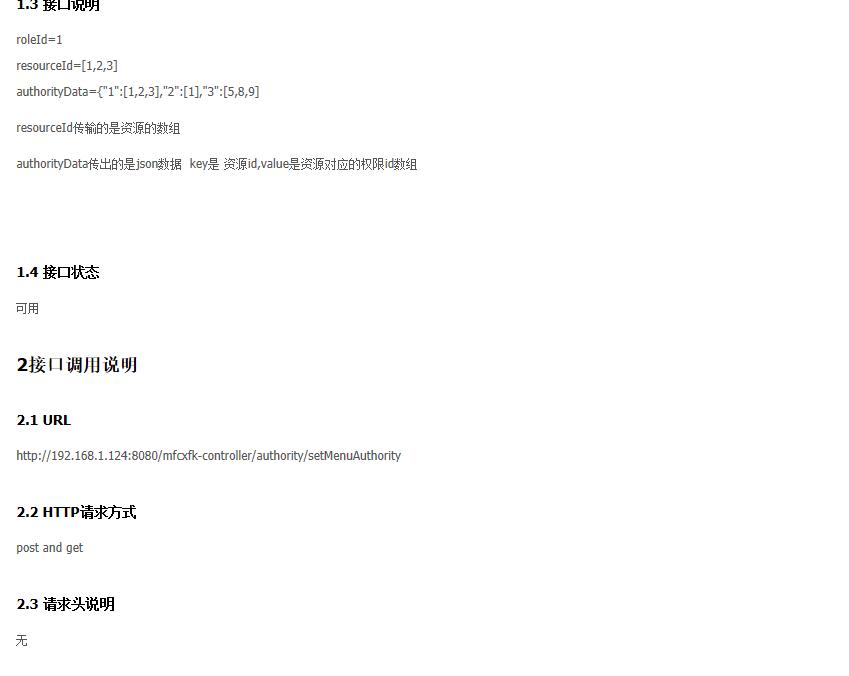 1.3 接口说明
roleId=1
resourceId=[1,2,3]
authorityData={"1":[1,2,3],"2":[1],"3":[5,8,9]
resourceId传输的是资源的数组
authorityData传出的是json数据  key是 资源id,value是资源对应的权限id数组
1.4 接口状态
可用
2接口调用说明
2.1 URL
http://192.168.1.124:8080/mfcxfk-controller/authority/setMenuAuthority
2.2 HTTP请求方式
post and get
2.3 请求头说明
无